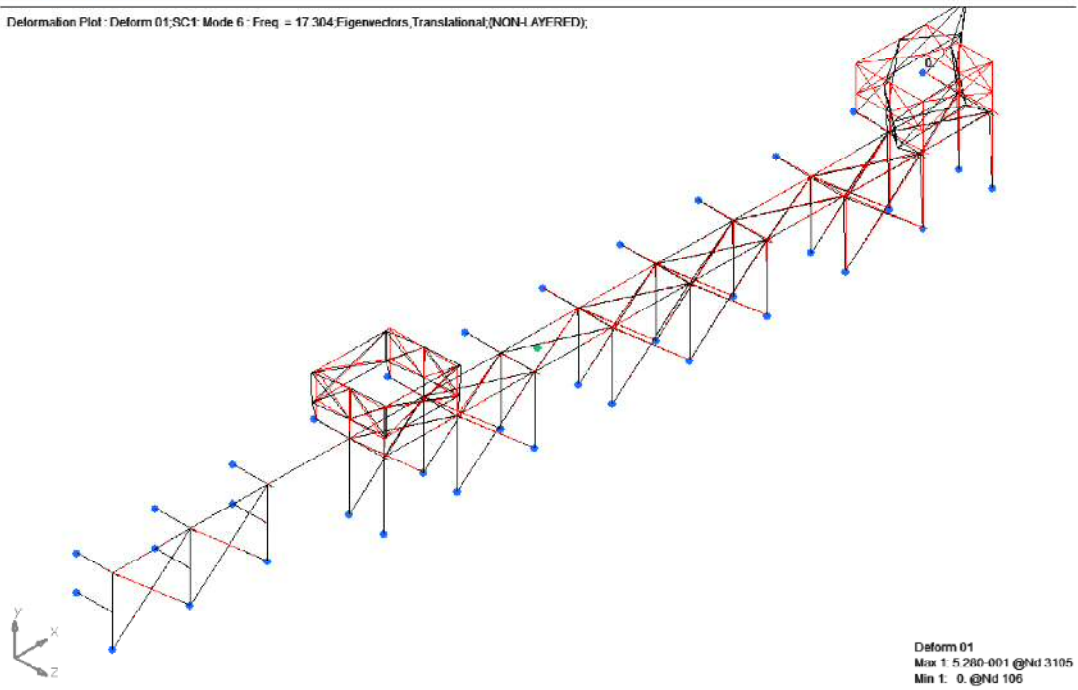 Deformation Plot : Deform 01;SC1: Mode 6 : Freq. = 17.304;Eigenvectors,Translational;(NON-LAYERED);
0.
Y
X
Z
Deform 01
Max 1: 5.280-001 @Nd 3105
Min 1: 0. @Nd 106